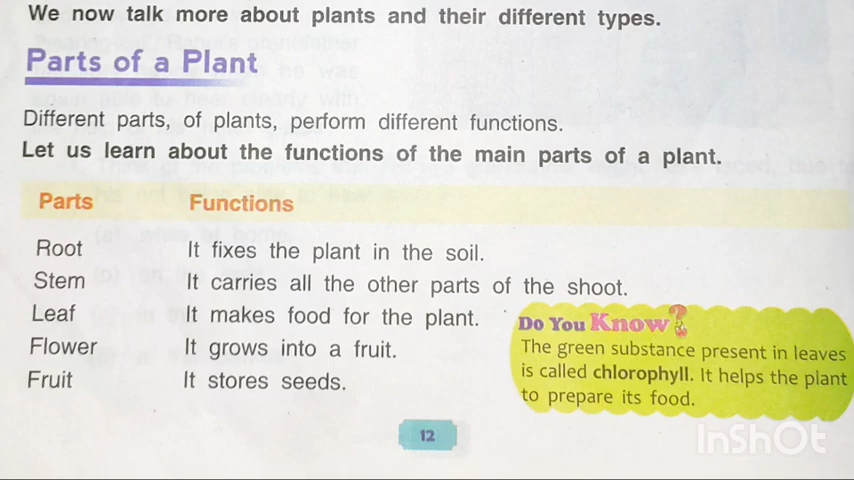 We now talk more about plants and their different types.
Parts of a Plant
Different parts, of plants, perform different functions.
Let us learn about the functions of the main parts of a plant.
Parts Functions
Root It fixes the plant in the soil.
Stem It carries all the other parts of the shoot.
Leaf It makes food for the plant.
Flower It grows into a fruit.
Fruit It stores seeds.
Do You Know?
The green substance present in leaves
is called chlorophyll. It helps the plant
to prepare its food.
12
InShOt